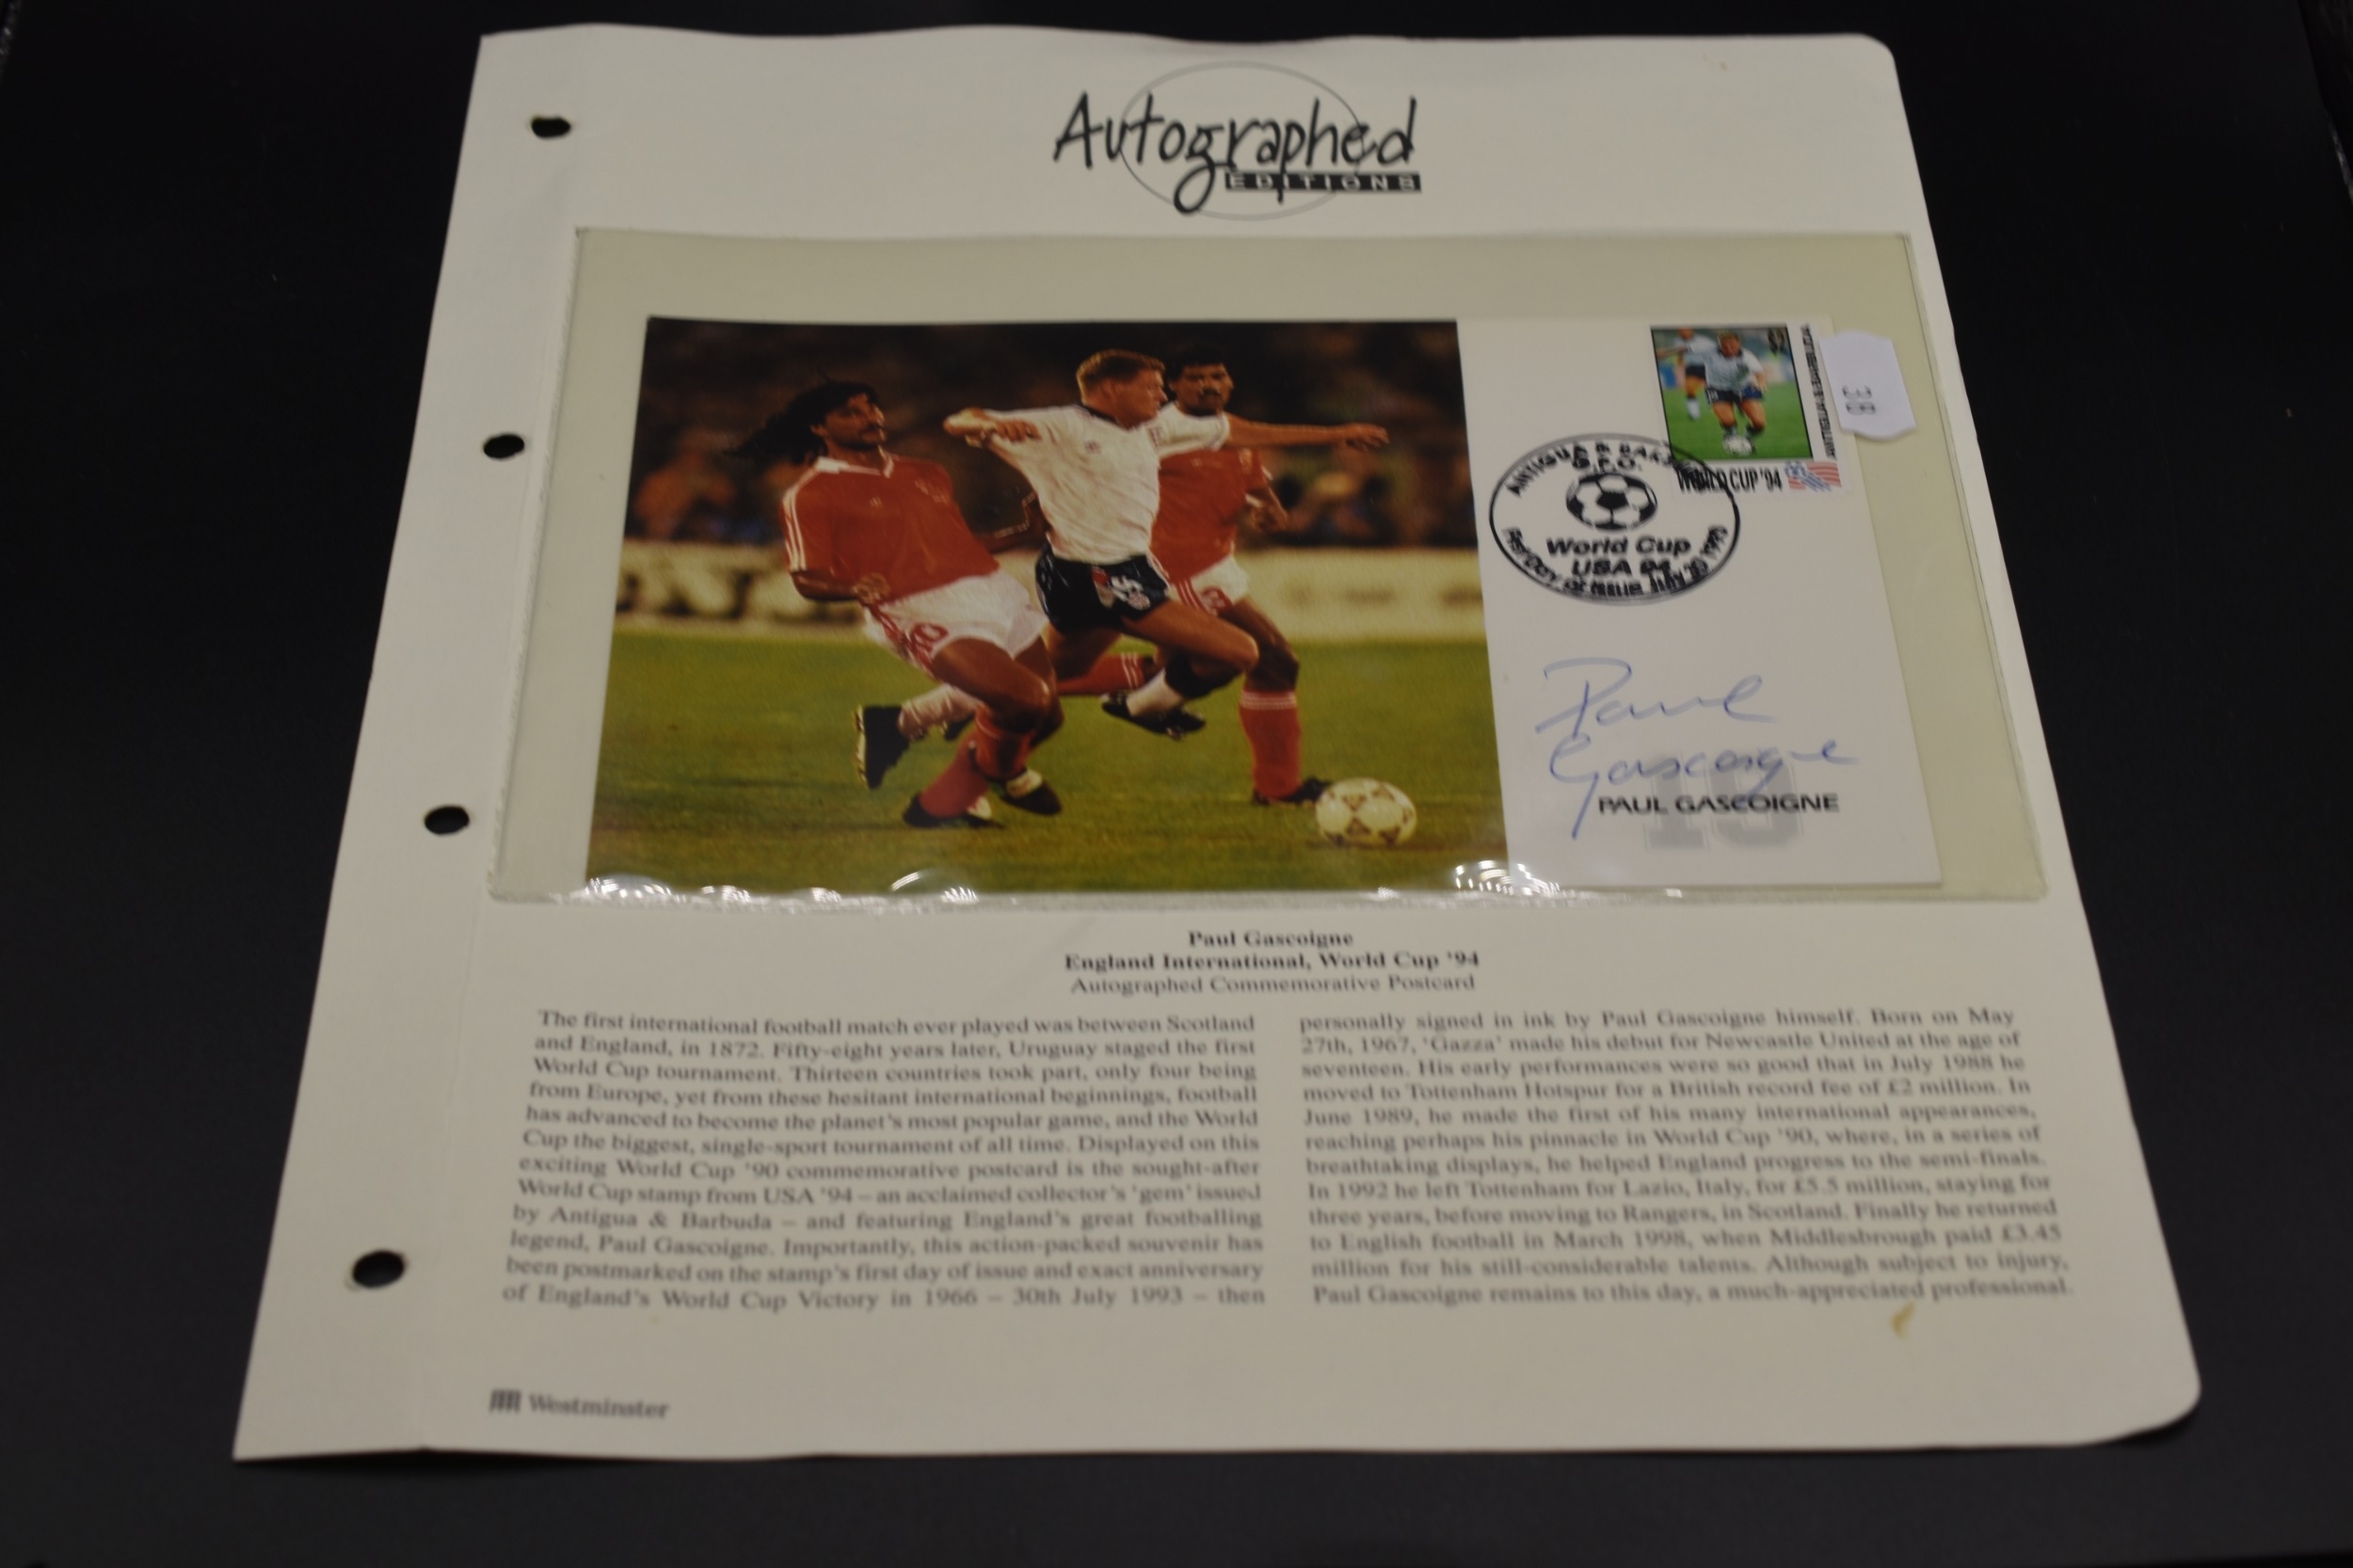 Autographed
EDITIONS
ANTIGUA & BARBUDA
WORLD CUP '94
38
ANTIGUA & BARB
G.P.O.
World Cup
USA 94
First Day of Issue July 30 1993
Paul
Gascoigne
PAUL GASCOIGNE
19
10
Paul Gascoigne
England International, World Cup '94
Autographed Commemorative Postcard
The first international football match ever played was between Scotland
and England, in 1872. Fifty-eight years later, Uruguay staged the first
World Cup tournament. Thirteen countries took part, only four being
from Europe, yet from these hesitant international beginnings, football
has advanced to become the planet's most popular game, and the World
Cup the biggest, single-sport tournament of all time. Displayed on this
exciting World Cup '90 commemorative postcard is the sought-after
World Cup stamp from USA '94 – an acclaimed collector's 'gem' issued
by Antigua & Barbuda – and featuring England's great footballing
legend, Paul Gascoigne. Importantly, this action-packed souvenir has
been postmarked on the stamp's first day of issue and exact anniversary
of England's World Cup Victory in 1966 – 30th July 1993 – then
personally signed in ink by Paul Gascoigne himself. Born on May
27th, 1967, 'Gazza' made his debut for Newcastle United at the age of
seventeen. His early performances were so good that in July 1988 he
moved to Tottenham Hotspur for a British record fee of £2 million. In
June 1989, he made the first of his many international appearances,
reaching perhaps his pinnacle in World Cup '90, where, in a series of
breathtaking displays, he helped England progress to the semi-finals.
In 1992 he left Tottenham for Lazio, Italy, for £5.5 million, staying for
three years, before moving to Rangers, in Scotland. Finally he returned
to English football in March 1998, when Middlesbrough paid £3.45
million for his still-considerable talents. Although subject to injury,
Paul Gascoigne remains to this day, a much-appreciated professional.
Westminster